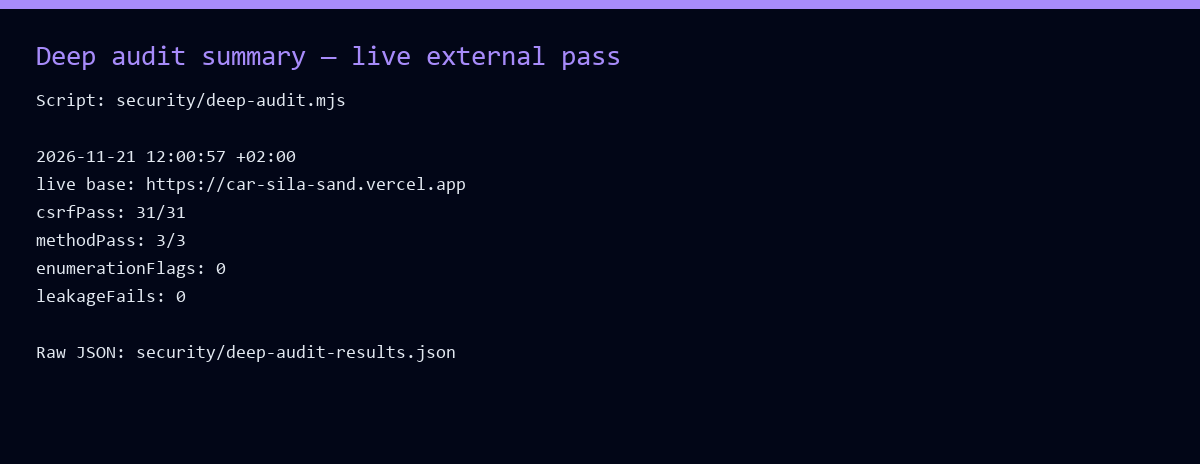 Deep audit summary — live external pass
Script: security/deep-audit.mjs
2026-11-21 12:00:57 +02:00
live base: https://car-sila-sand.vercel.app
csrfPass: 31/31
methodPass: 3/3
enumerationFlags: 0
leakageFails: 0
Raw JSON: security/deep-audit-results.json